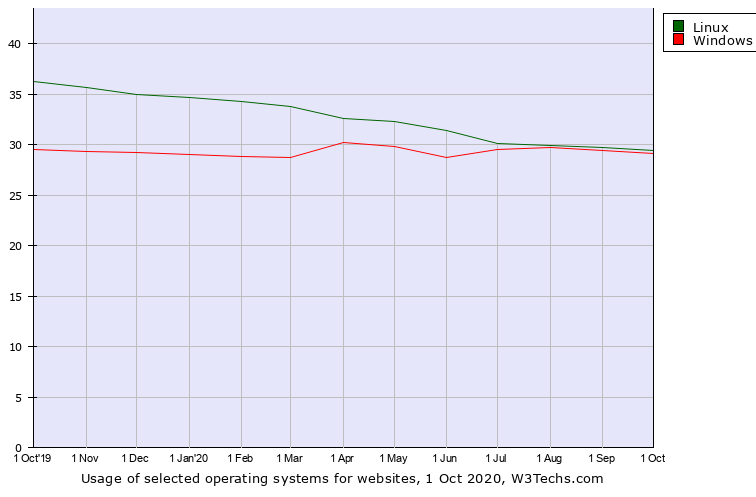 Linux
Windows
40
35
30
25
20
15
10
5
0
1 Oct'19 1 Nov 1 Dec 1 Jan'20 1 Feb 1 Mar 1 Apr 1 May 1 Jun 1 Jul 1 Aug 1 Sep 1 Oct
Usage of selected operating systems for websites, 1 Oct 2020, W3Techs.com